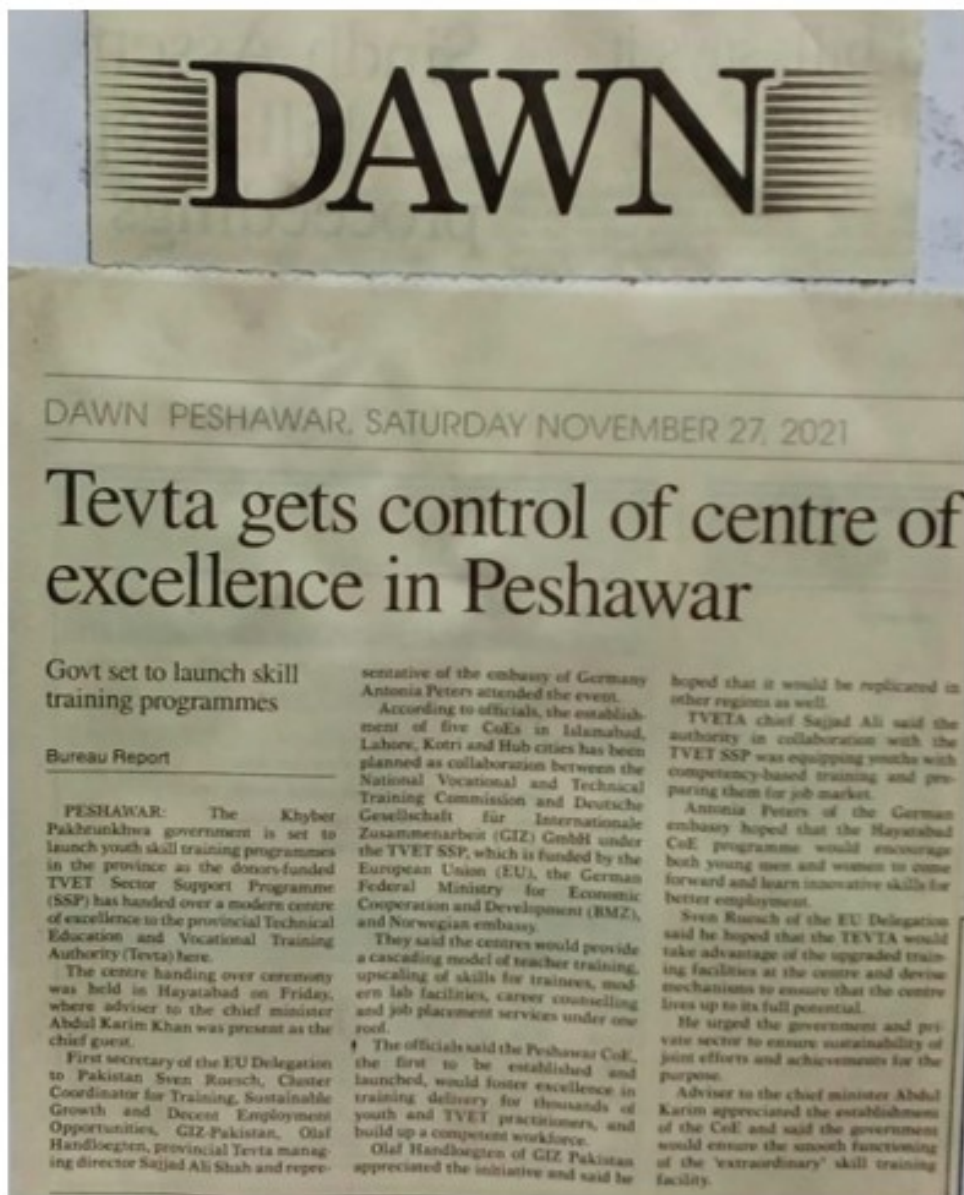 DAWN
DAWN PESHAWAR, SATURDAY NOVEMBER 27, 2021
Tevta gets control of centre of
excellence in Peshawar
Govt set to launch skill
training programmes
Bureau Report
PESHAWAR: The Khyber
Pakhtunkhwa government is set to
launch youth skill training programmes
in the province as the donors-funded
TVET Sector Support Programme
(SSP) has handed over a modern centre
of excellence to the provincial Technical
Education and Vocational Training
Authority (Tevta) here.
The centre handing over ceremony
was held in Hayatabad on Friday,
where adviser to the chief minister
Abdul Karim Khan was present as the
chief guest.
First secretary of the EU Delegation
to Pakistan Sven Ruesch, Cluster
Coordinator for Training, Sustainable
Growth and Decent Employment
Opportunities, GIZ-Pakistan, Olaf
Handloegten, provincial Tevta manag-
ing director Sajjad Ali Shah and repre-
sentative of the embassy of Germany
Antonia Peters attended the event.
According to officials, the establish-
ment of five CoEs in Islamabad,
Lahore, Kotri and Hub cities has been
planned as collaboration between the
National Vocational and Technical
Training Commission and Deutsche
Gesellschaft für Internationale
Zusammenarbeit (GIZ) GmbH under
the TVET SSP, which is funded by the
European Union (EU), the German
Federal Ministry for Economic
Cooperation and Development (BMZ),
and Norwegian embassy.
They said the centres would provide
a cascading model of teacher training,
upscaling of skills for trainees, mod-
ern lab facilities, career counselling
and job placement services under one
roof.
The officials said the Peshawar CoE,
the first to be established and
launched, would foster excellence in
training delivery for thousands of
youth and TVET practitioners, and
build up a competent workforce.
Olaf Handloegten of GIZ Pakistan
appreciated the initiative and said he
hoped that it would be replicated in
other regions as well.
TVETA chief Sajjad Ali said the
authority in collaboration with the
TVET SSP was equipping youths with
competency-based training and pre-
paring them for job market.
Antonia Peters of the German
embassy hoped that the Hayatabad
CoE programme would encourage
both young men and women to come
forward and learn innovative skills for
better employment.
Sven Ruesch of the EU Delegation
said he hoped that the TEVTA would
take advantage of the upgraded train-
ing facilities at the centre and devise
mechanisms to ensure that the centre
lives up to its full potential.
He urged the government and pri-
vate sector to ensure sustainability of
joint efforts and achievements for the
purpose.
Adviser to the chief minister Abdul
Karim appreciated the establishment
of the CoE and said the government
would ensure the smooth functioning
of the "extraordinary" skill training
facility.